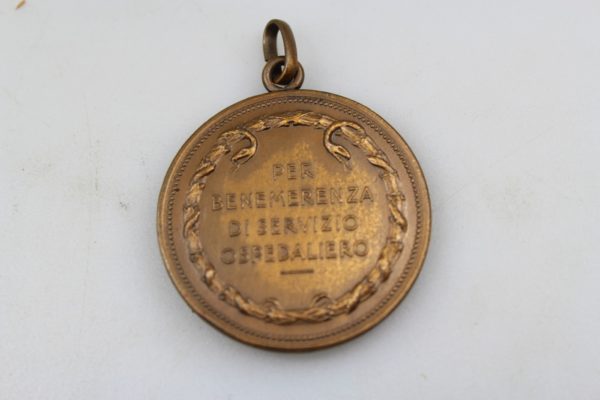 PER
BENEMERENZA
DI SERVIZIO
OSPEDALIERO